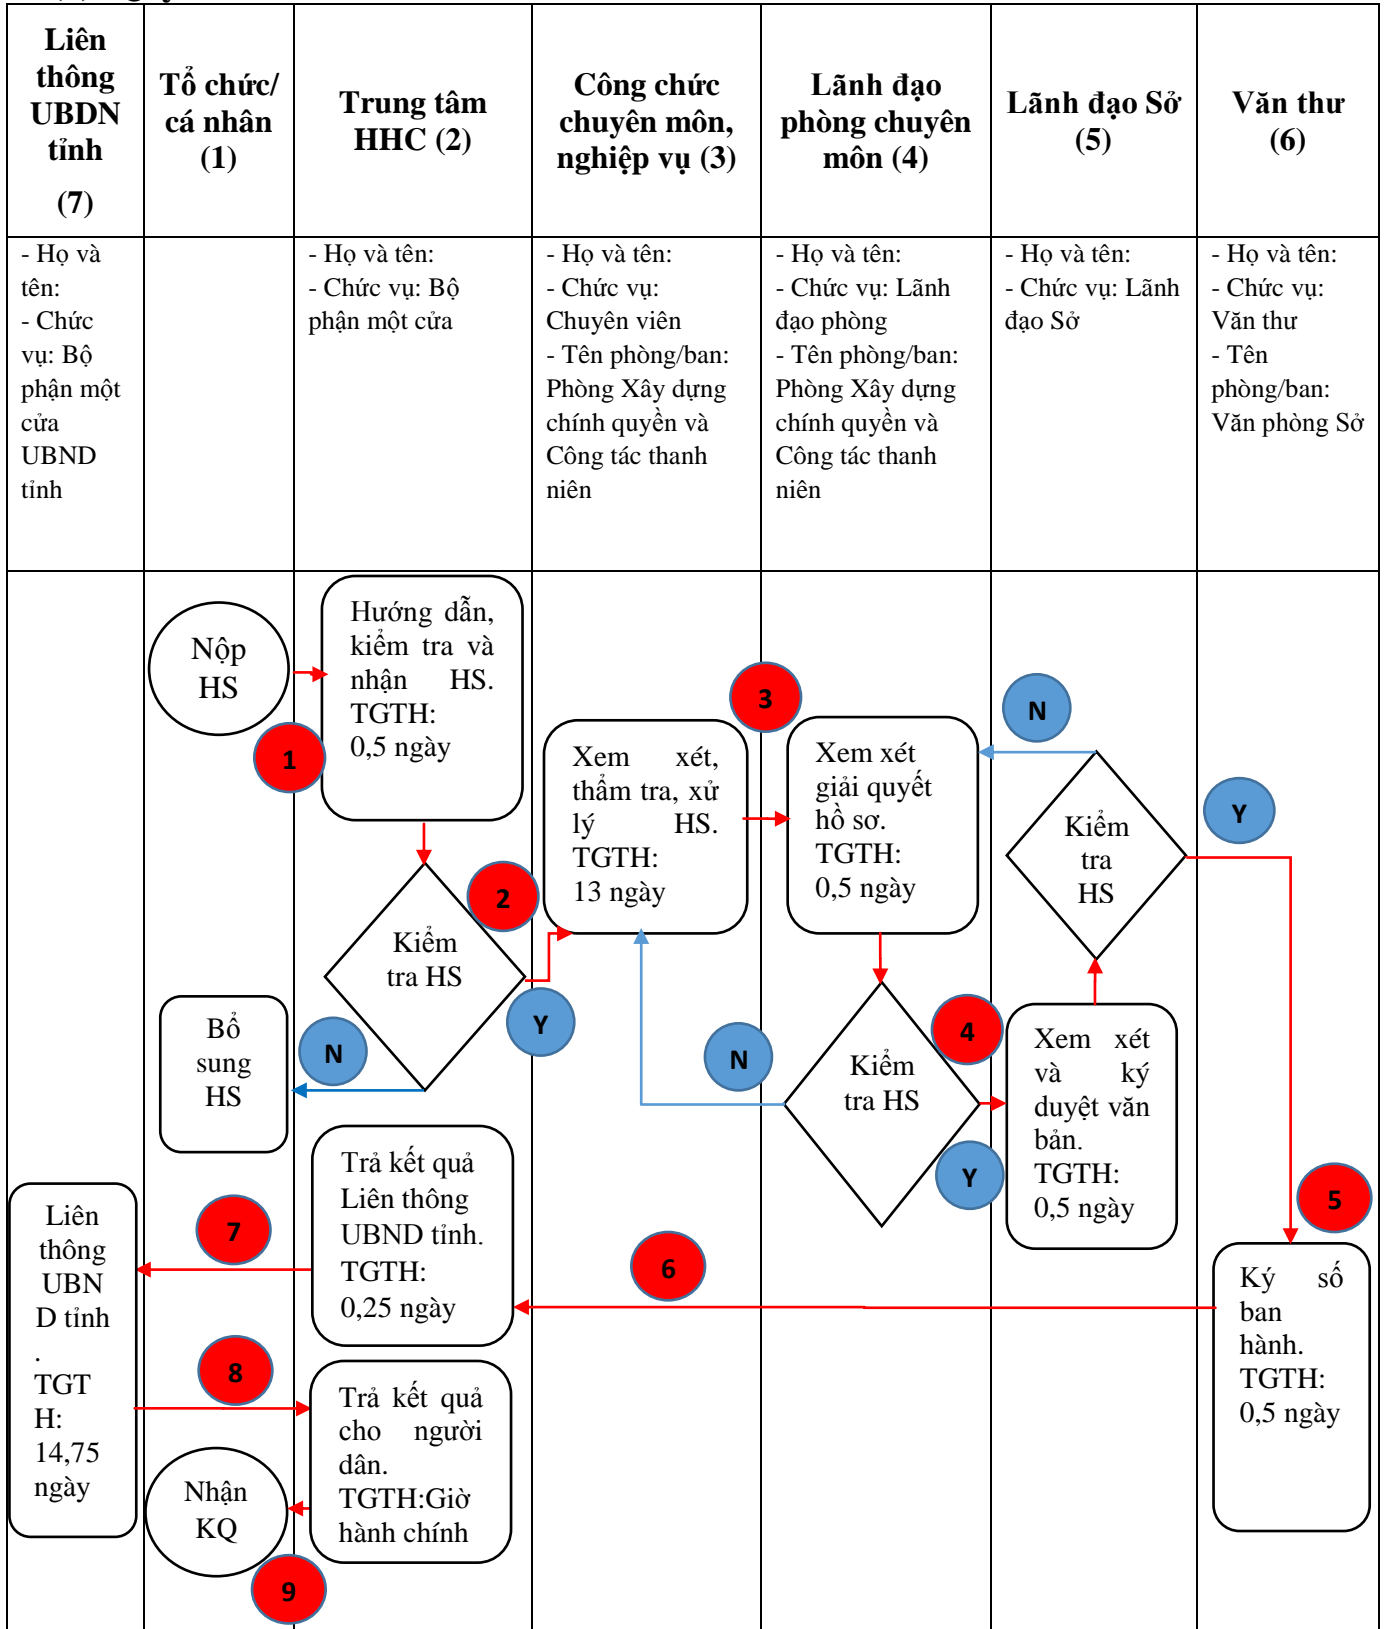 Liên
thông
UBDN
tỉnh
(7)
Tổ chức/
cá nhân
(1)
Trung tâm
HHC (2)
Công chức
chuyên môn,
nghiệp vụ (3)
Lãnh đạo
phòng chuyên
môn (4)
Lãnh đạo Sở
(5)
Văn thư
(6)
- Họ và
tên:
- Chức
vụ: Bộ
phận một
cửa
UBND
tỉnh
- Họ và tên:
- Chức vụ: Bộ
phận một cửa
- Họ và tên:
- Chức vụ:
Chuyên viên
- Tên phòng/ban:
Phòng Xây dựng
chính quyền và
Công tác thanh
niên
- Họ và tên:
- Chức vụ: Lãnh
đạo phòng
- Tên phòng/ban:
Phòng Xây dựng
chính quyền và
Công tác thanh
niên
- Họ và tên:
- Chức vụ: Lãnh
đạo Sở
- Họ và tên:
- Chức vụ:
Văn thư
- Tên
phòng/ban:
Văn phòng Sở
Nộp
HS
1
Hướng dẫn,
kiểm tra và
nhận HS.
TGTH:
0,5 ngày
2
Kiểm
tra HS
Y
N
Bổ
sung
HS
Xem xét,
thẩm tra, xử
lý HS.
TGTH:
13 ngày
3
Xem xét
giải quyết
hồ sơ.
TGTH:
0,5 ngày
N
Kiểm
tra HS
4
Y
Xem xét
và ký
duyệt văn
bản.
TGTH:
0,5 ngày
N
Kiểm
tra
HS
Y
5
Ký số
ban
hành.
TGTH:
0,5 ngày
6
Trả kết quả
Liên thông
UBND tỉnh.
TGTH:
0,25 ngày
7
Liên
thông
UBN
D tỉnh
.
TGT
H:
14,75
ngày
8
Trả kết quả
cho người
dân.
TGTH:Giờ
hành chính
Nhận
KQ
9